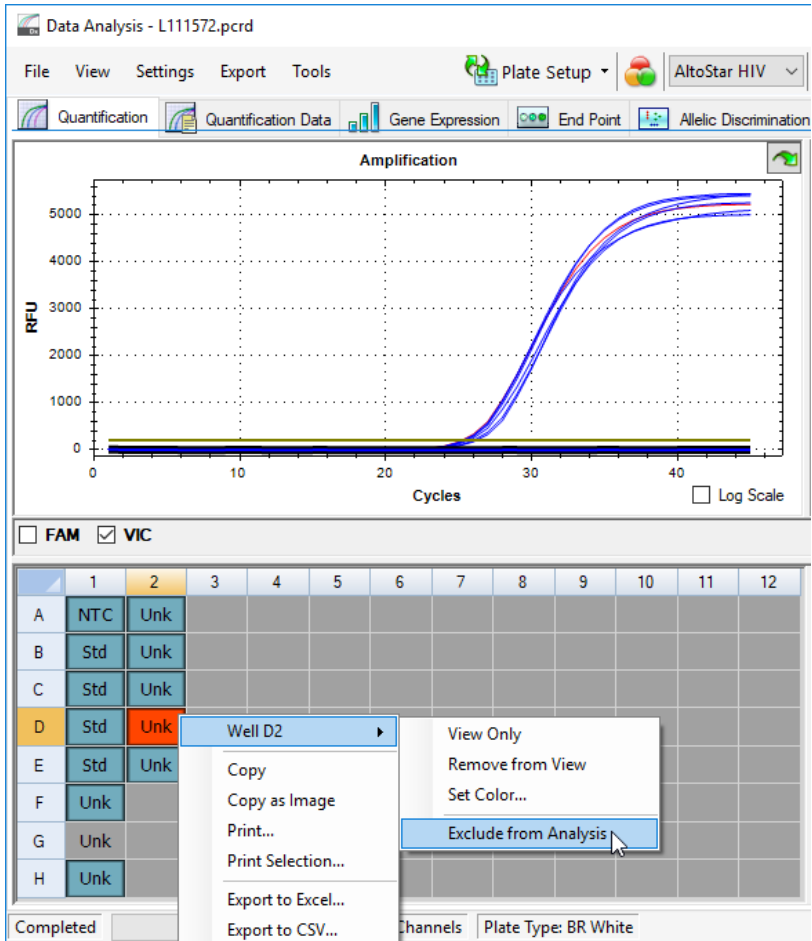 Data Analysis - L111572.pcrd
File View Settings Export Tools Plate Setup AltoStar HIV
Quantification Quantification Data Gene Expression End Point Allelic Discrimination
Amplification
5000
4000
3000
2000
1000
0
RFU
0 10 20 30 40
Cycles
Log Scale
FAM VIC
1 2 3 4 5 6 7 8 9 10 11 12
A NTC Unk
B Std Unk
C Std Unk
D Std Unk
E Std Unk
F Unk
G Unk
H Unk
Well D2
Copy
Copy as Image
Print...
Print Selection...
Export to Excel...
Export to CSV...
View Only
Remove from View
Set Color...
Exclude from Analysis
Completed Channels Plate Type: BR White